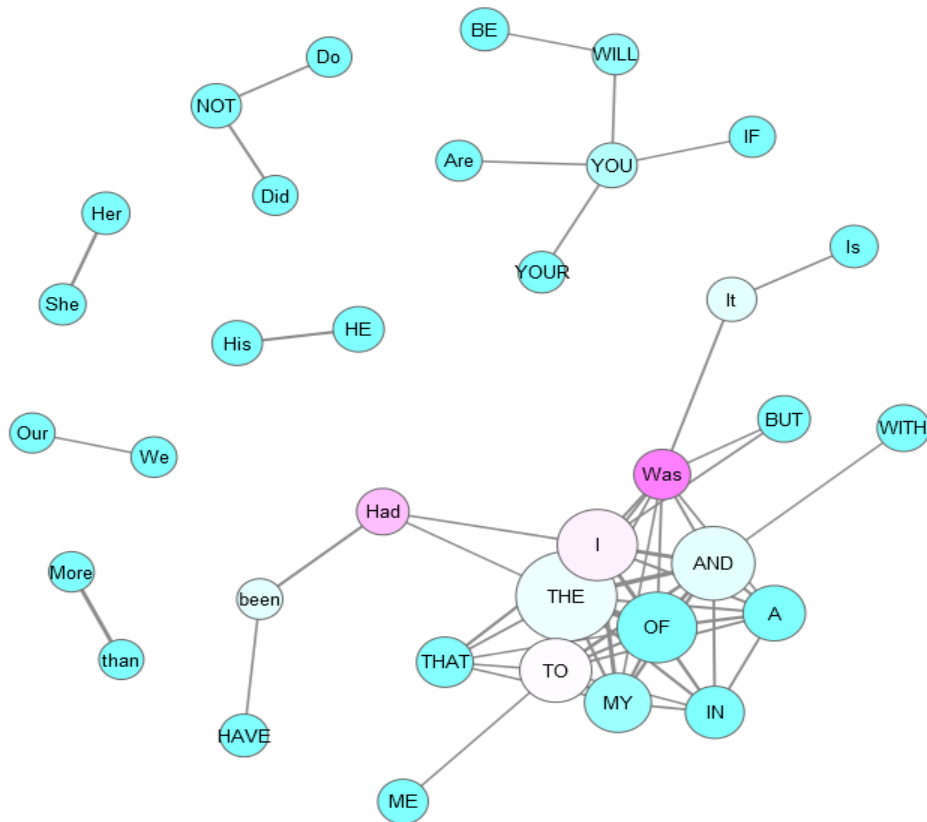 BE
WILL
Do
NOT
IF
Are
YOU
Did
Her
Is
YOUR
She
It
HE
His
BUT
WITH
Our
We
Was
Had
I
AND
More
THE
been
A
OF
than
THAT
TO
MY
IN
HAVE
ME